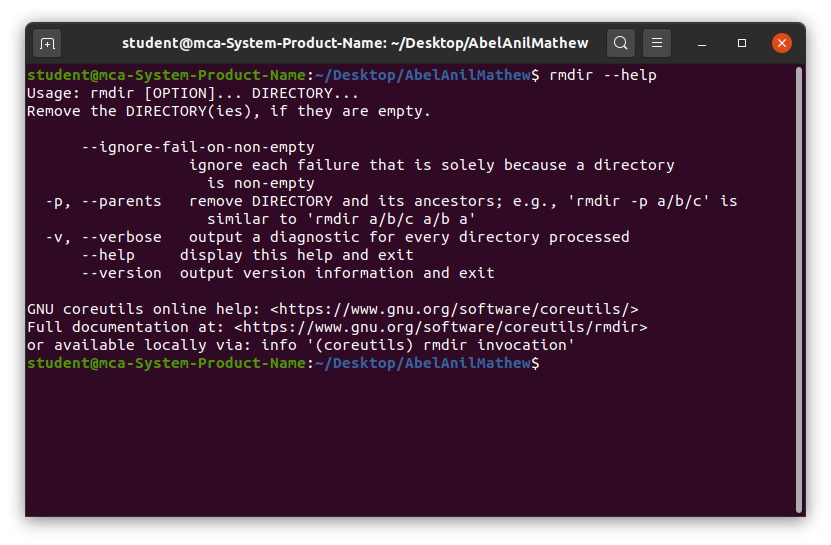 student@mca-System-Product-Name: ~/Desktop/AbelAnilMathew
student@mca-System-Product-Name:~/Desktop/AbelAnilMathew$ rmdir --help
Usage: rmdir [OPTION]... DIRECTORY...
Remove the DIRECTORY(ies), if they are empty.

      --ignore-fail-on-non-empty
                  ignore each failure that is solely because a directory
                    is non-empty
  -p, --parents   remove DIRECTORY and its ancestors; e.g., 'rmdir -p a/b/c' is
                    similar to 'rmdir a/b/c a/b a'
  -v, --verbose   output a diagnostic for every directory processed
      --help     display this help and exit
      --version  output version information and exit

GNU coreutils online help: <https://www.gnu.org/software/coreutils/>
Full documentation at: <https://www.gnu.org/software/coreutils/rmdir>
or available locally via: info '(coreutils) rmdir invocation'
student@mca-System-Product-Name:~/Desktop/AbelAnilMathew$